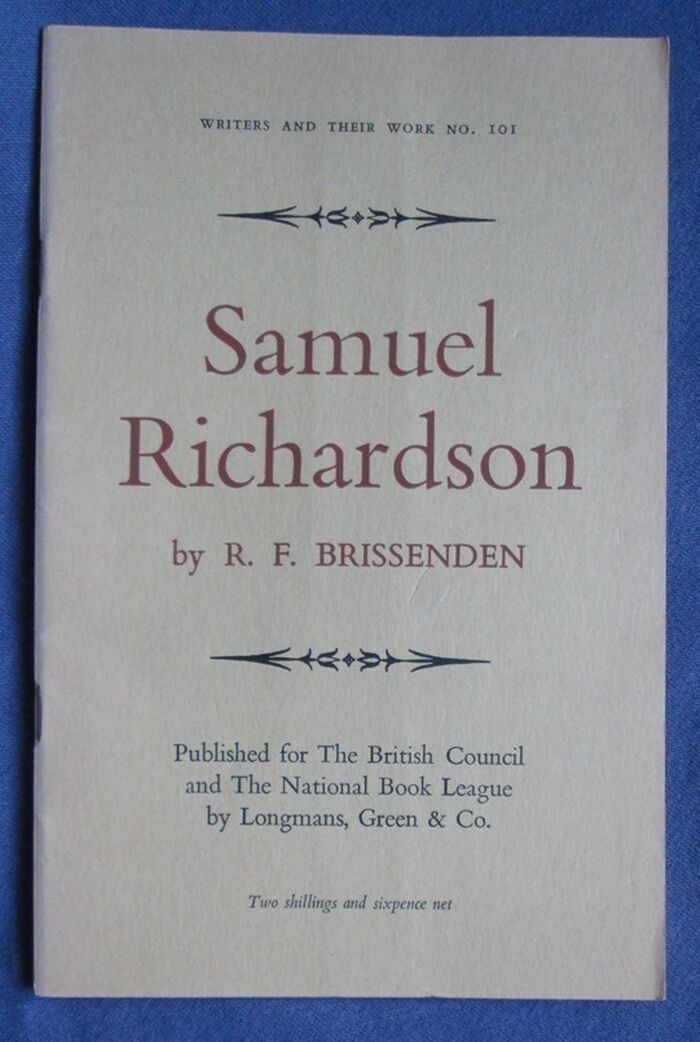 WRITERS AND THEIR WORK NO. 101
Samuel
Richardson
by R. F. BRISSENDEN
Published for The British Council
and The National Book League
by Longmans, Green & Co.
Two shillings and sixpence net